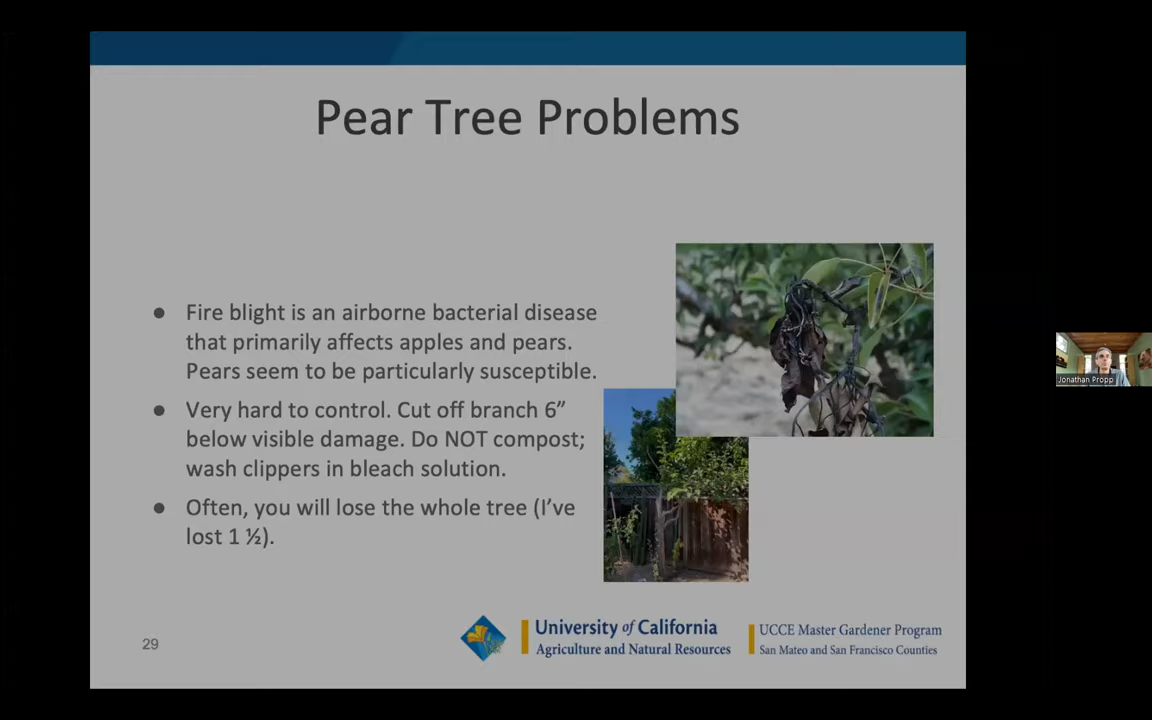 Pear Tree Problems
● Fire blight is an airborne bacterial disease
that primarily affects apples and pears.
Pears seem to be particularly susceptible.
● Very hard to control. Cut off branch 6”
below visible damage. Do NOT compost;
wash clippers in bleach solution.
● Often, you will lose the whole tree (I’ve
lost 1 ½).
Jonathan Propp
29
University of California
Agriculture and Natural Resources
UCCE Master Gardener Program
San Mateo and San Francisco Counties